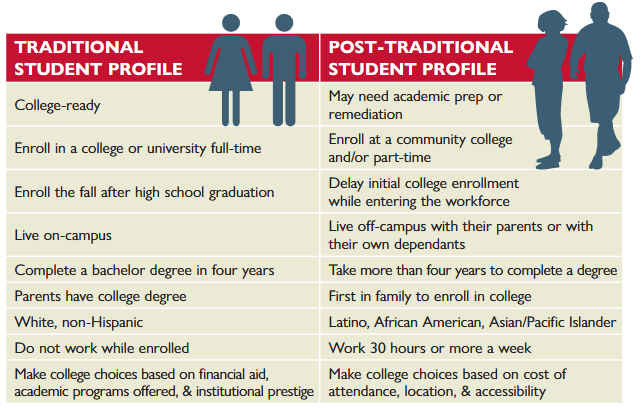 TRADITIONAL
STUDENT PROFILE
POST-TRADITIONAL
STUDENT PROFILE
College-ready
May need academic prep or
remediation
Enroll in a college or university full-time
Enroll at a community college
and/or part-time
Enroll the fall after high school graduation
Delay initial college enrollment
while entering the workforce
Live on-campus
Live off-campus with their parents or with
their own dependants
Complete a bachelor degree in four years
Take more than four years to complete a degree
Parents have college degree
First in family to enroll in college
White, non-Hispanic
Latino, African American, Asian/Pacific Islander
Do not work while enrolled
Work 30 hours or more a week
Make college choices based on financial aid,
academic programs offered, & institutional prestige
Make college choices based on cost of
attendance, location, & accessibility